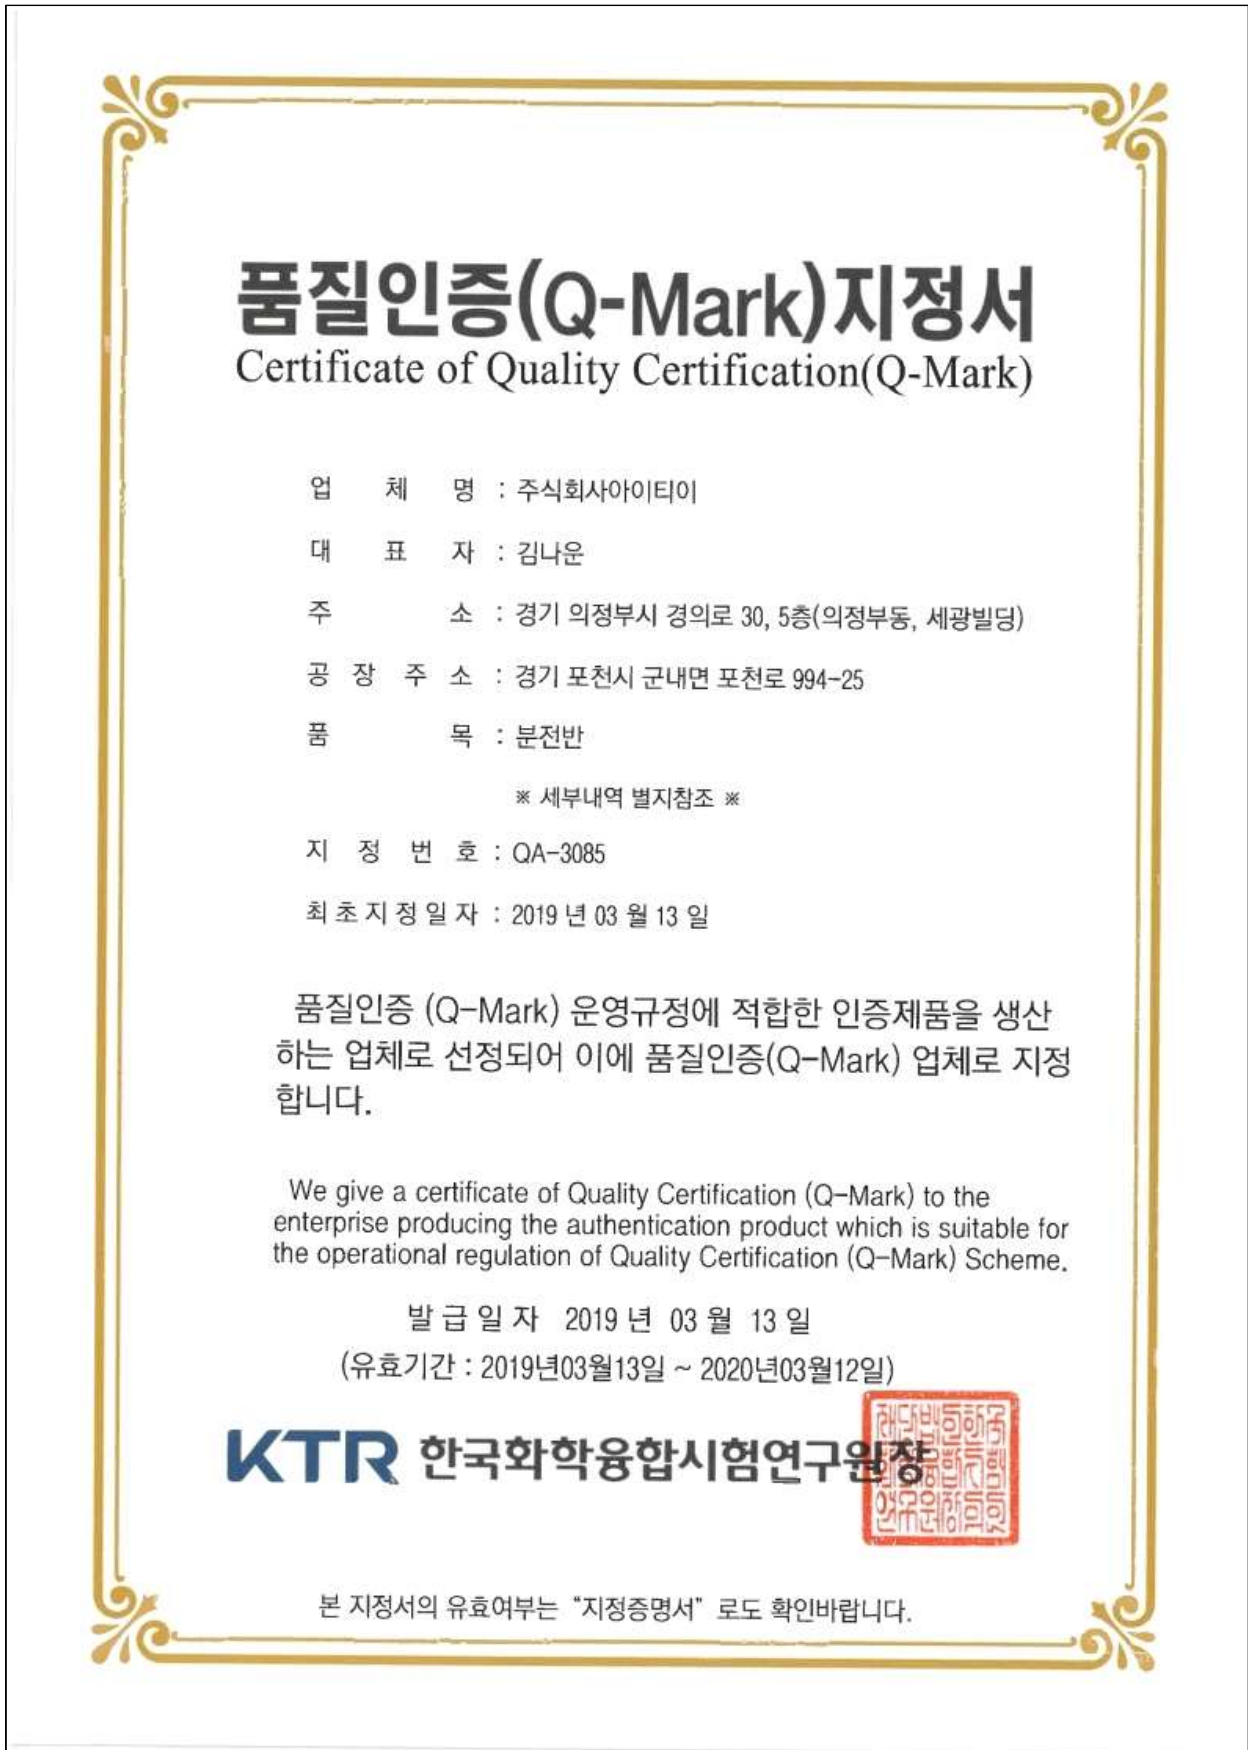 품질인증(Q-Mark)지정서
Certificate of Quality Certification(Q-Mark)
업 체 명 : 주식회사아이티이
대 표 자 : 김나운
주 소 : 경기 의정부시 경의로 30, 5층(의정부동, 세광빌딩)
공 장 주 소 : 경기 포천시 군내면 포천로 994-25
품 목 : 분전반
※ 세부내역 별지참조 ※
지 정 번 호 : QA-3085
최 초 지 정 일 자 : 2019 년 03 월 13 일
품질인증 (Q-Mark) 운영규정에 적합한 인증제품을 생산
하는 업체로 선정되어 이에 품질인증(Q-Mark) 업체로 지정
합니다.
We give a certificate of Quality Certification (Q-Mark) to the
enterprise producing the authentication product which is suitable for
the operational regulation of Quality Certification (Q-Mark) Scheme.
발 급 일 자 2019 년 03 월 13 일
(유효기간 : 2019년03월13일 ~ 2020년03월12일)
KTR 한국화학융합시험연구원장
본 지정서의 유효여부는 “지정증명서” 로도 확인바랍니다.